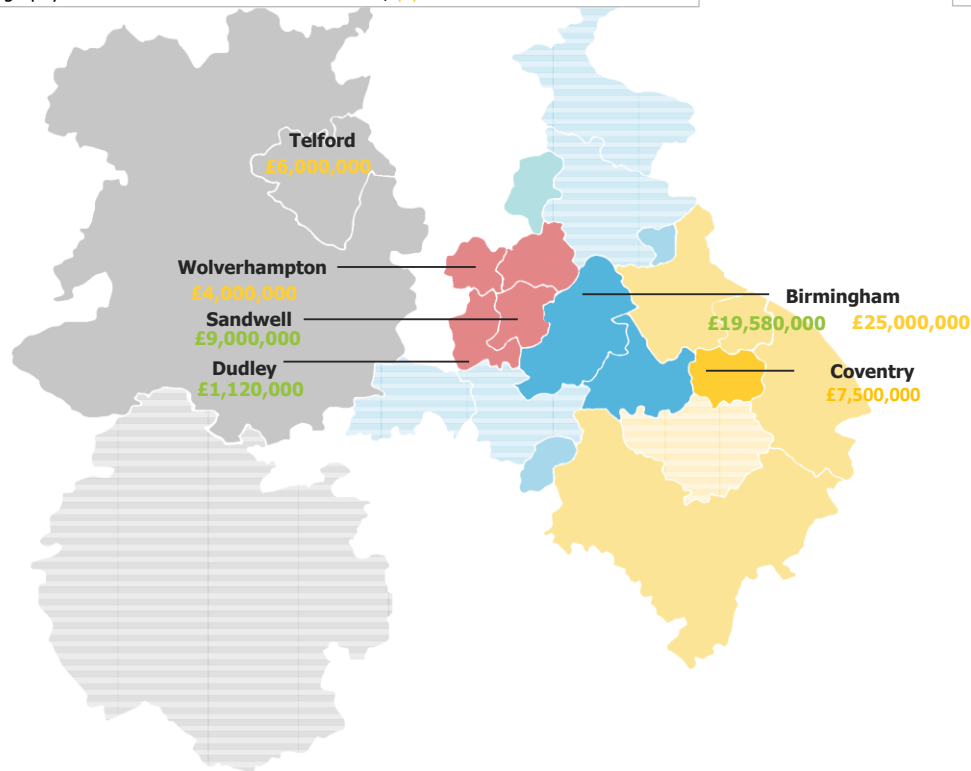 Telford
£6,000,000
Wolverhampton
£4,000,000
Sandwell
£9,000,000
Dudley
£1,120,000
Birmingham
£19,580,000 £25,000,000
Coventry
£7,500,000